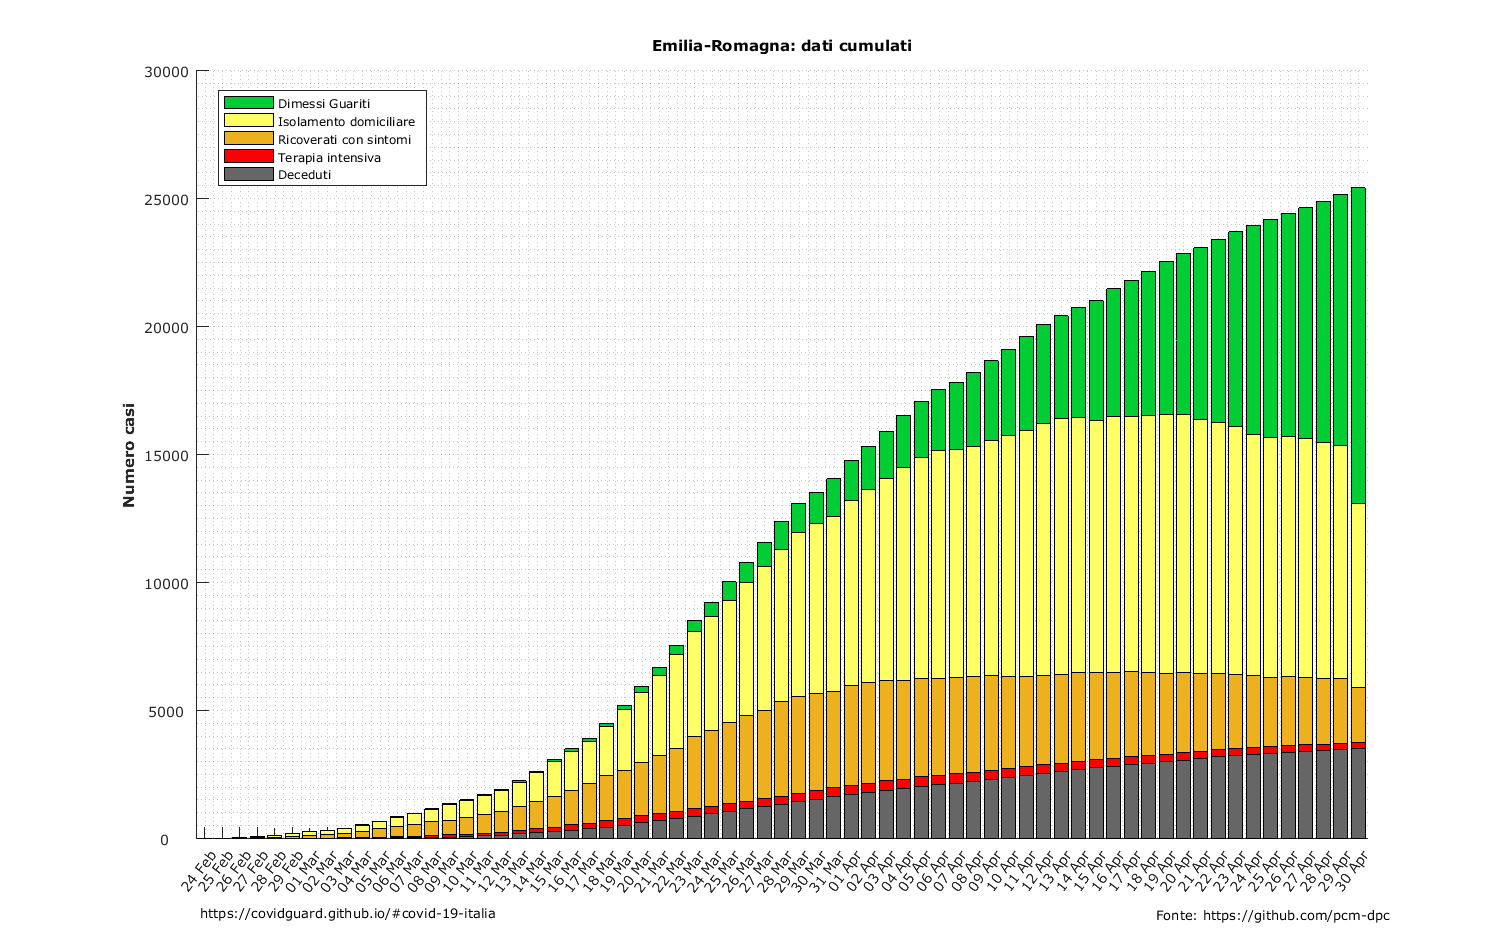 Emilia-Romagna: dati cumulati
30000
25000
20000
15000
10000
5000
0
Numero casi
Dimessi Guariti
Isolamento domiciliare
Ricoverati con sintomi
Terapia intensiva
Deceduti
24 Feb
25 Feb
26 Feb
27 Feb
28 Feb
29 Feb
01 Mar
02 Mar
03 Mar
04 Mar
05 Mar
06 Mar
07 Mar
08 Mar
09 Mar
10 Mar
11 Mar
12 Mar
13 Mar
14 Mar
15 Mar
16 Mar
17 Mar
18 Mar
19 Mar
20 Mar
21 Mar
22 Mar
23 Mar
24 Mar
25 Mar
26 Mar
27 Mar
28 Mar
29 Mar
30 Mar
31 Mar
01 Apr
02 Apr
03 Apr
04 Apr
05 Apr
06 Apr
07 Apr
08 Apr
09 Apr
10 Apr
11 Apr
12 Apr
13 Apr
14 Apr
15 Apr
16 Apr
17 Apr
18 Apr
19 Apr
20 Apr
21 Apr
22 Apr
23 Apr
24 Apr
25 Apr
26 Apr
27 Apr
28 Apr
29 Apr
30 Apr
https://covidguard.github.io/#covid-19-italia
Fonte: https://github.com/pcm-dpc